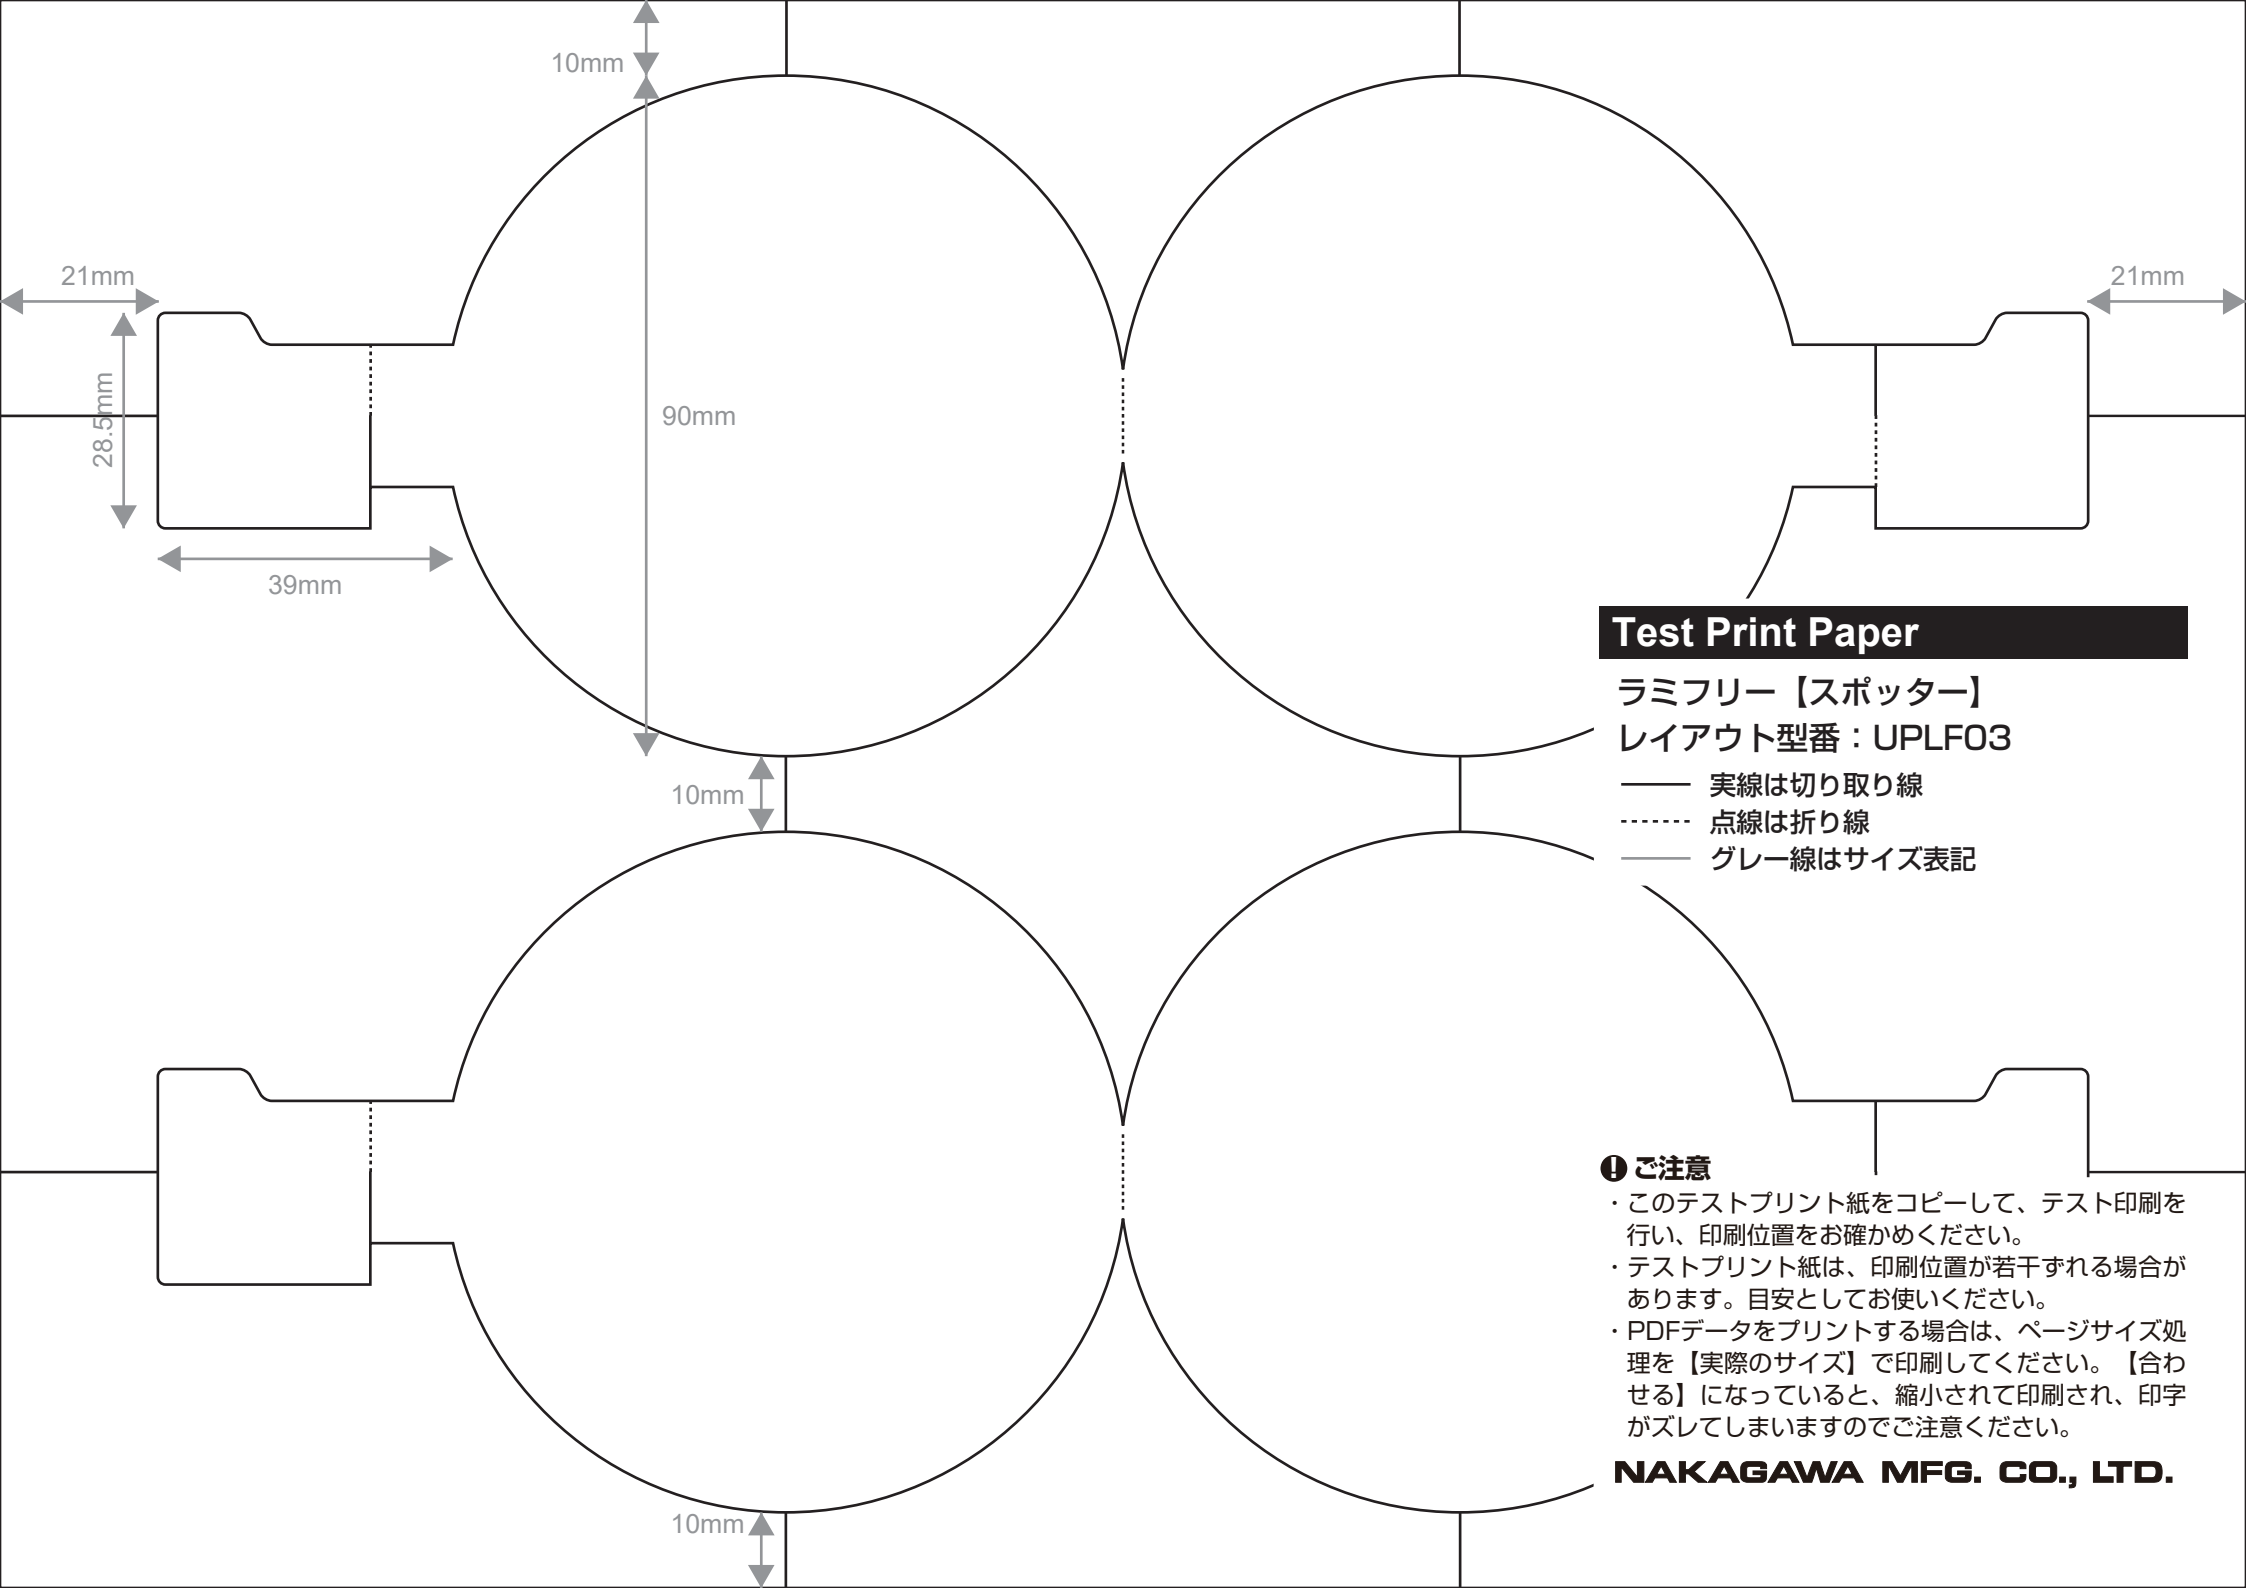 10mm
21mm
21mm
28.5mm
90mm
39mm
Test Print Paper
ラミフリー【スポッター】
レイアウト型番：UPLF03
10mm
実線は切り取り線
点線は折り線
グレー線はサイズ表記
ご注意
・このテストプリント紙をコピーして、テスト印刷を
行い、印刷位置をお確かめください。
・テストプリント紙は、印刷位置が若干ずれる場合が
あります。目安としてお使いください。
・PDFデータをプリントする場合は、ページサイズ処
理を【実際のサイズ】で印刷してください。【合わ
せる】になっていると、縮小されて印刷され、印字
がズレてしまいますのでご注意ください。
NAKAGAWA MFG. CO., LTD.
10mm